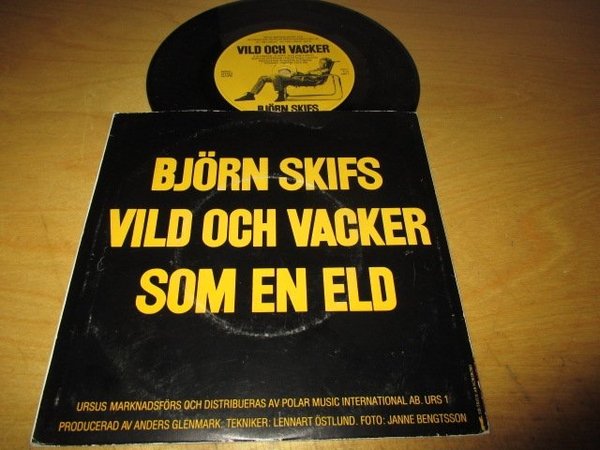 VILD OCH VACKER
BJÖRN SKIFS
BJÖRN SKIFS
VILD OCH VACKER
SOM EN ELD
URSUS MARKNADSFÖRS OCH DISTRIBUERAS AV POLAR MUSIC INTERNATIONAL AB. URS 1
PRODUCERAD AV ANDERS GLENMARK. TEKNIKER: LENNART ÖSTLUND. FOTO: JANNE BENGTSSON